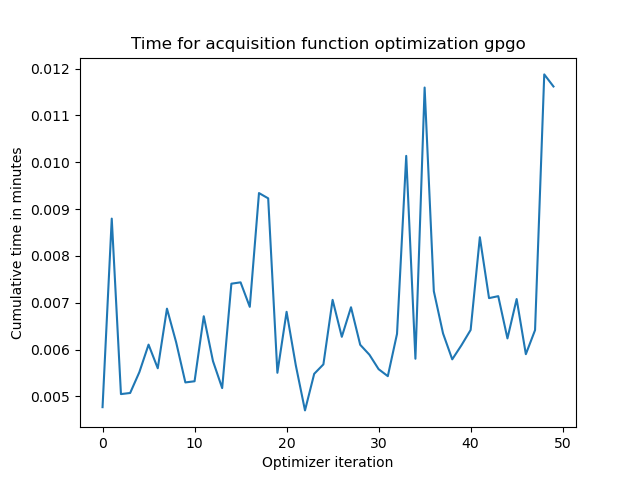 Time for acquisition function optimization gpgo
Cumulative time in minutes
0.012
0.011
0.010
0.009
0.008
0.007
0.006
0.005
0 10 20 30 40 50
Optimizer iteration